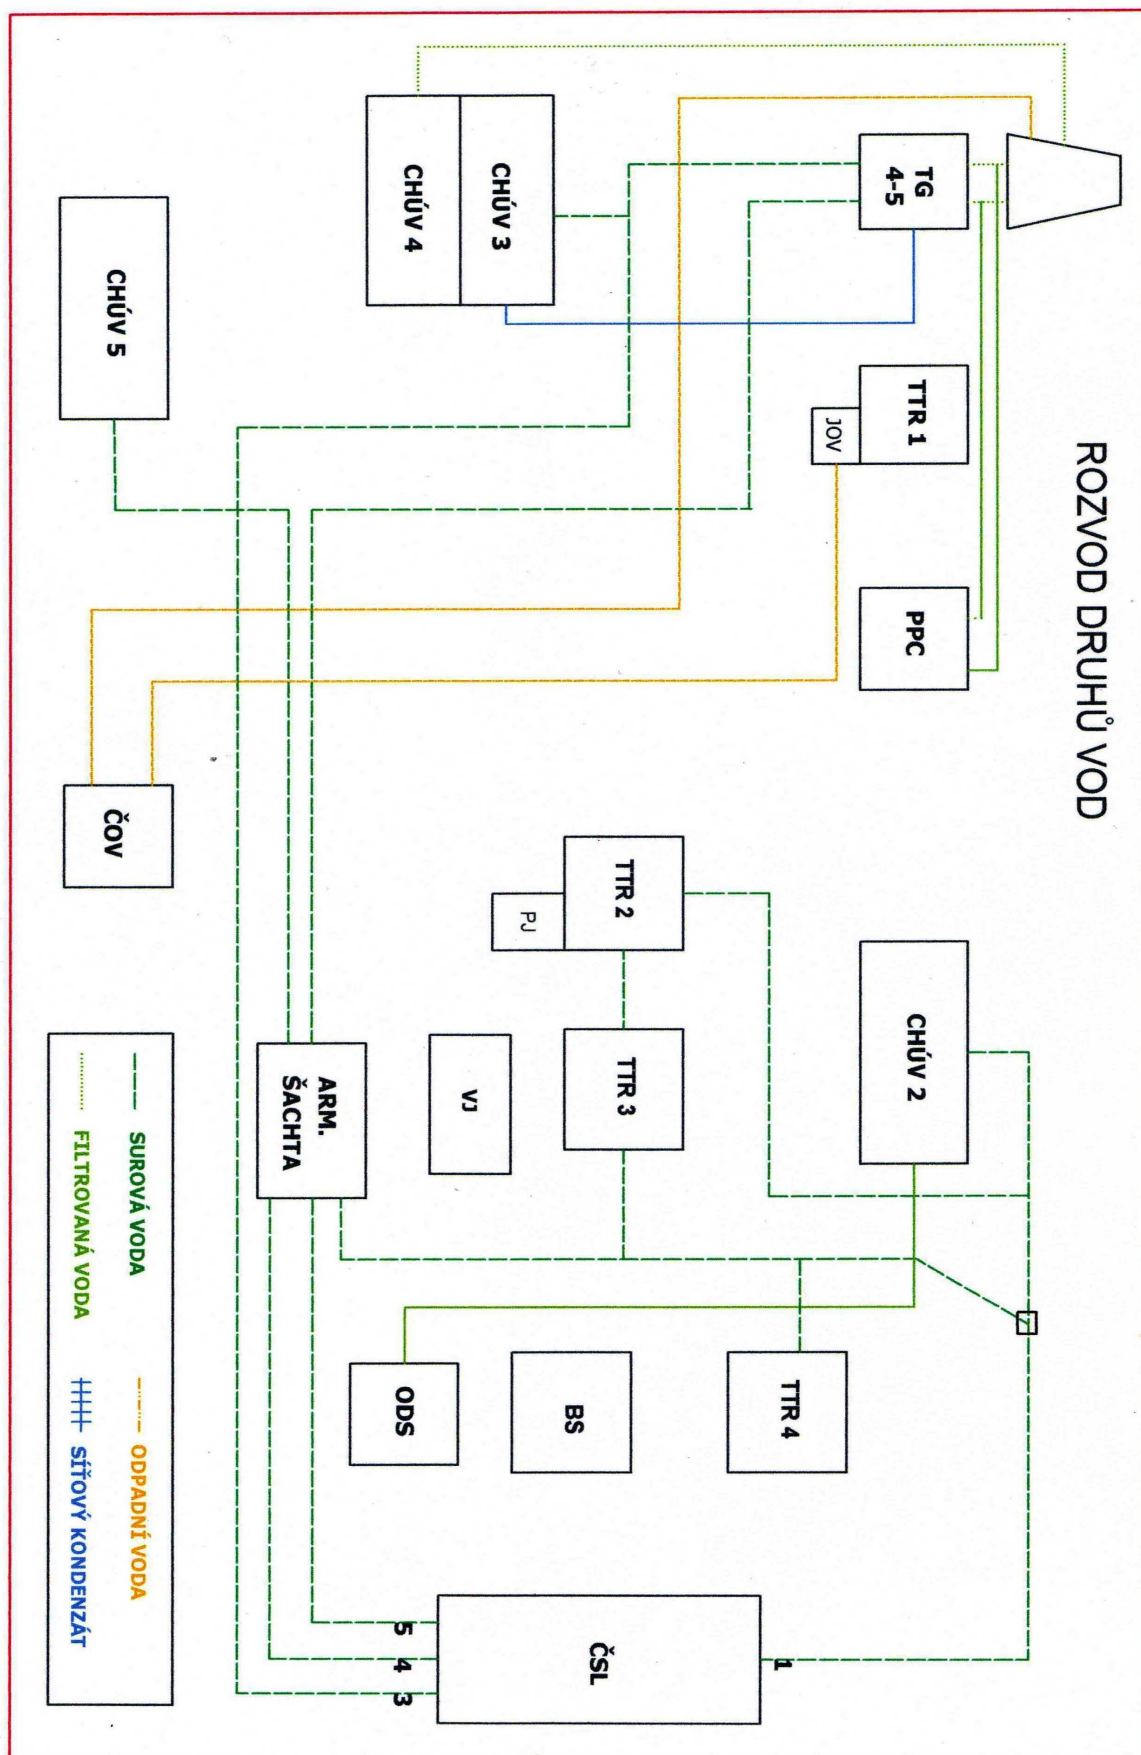 ROZVOD DRUHŮ VOD
TG
4-5
TTR 1
JOV
PPC
CHÚV 2
CHÚV 3
CHÚV 4
CHÚV 5
TTR 2
PJ
TTR 3
VJ
TTR 4
BS
ODS
1
ČSL
5
4
3
ARM.
ŠACHTA
ČOV
SUROVÁ VODA
ODPADNÍ VODA
FILTROVANÁ VODA
SÍŤOVÝ KONDENZÁT